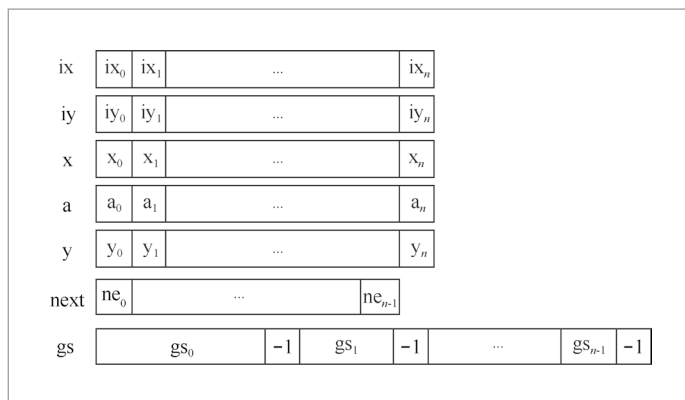 ix ix₀ ix₁ ... ixₙ
iy iy₀ iy₁ ... iyₙ
x x₀ x₁ ... xₙ
a a₀ a₁ ... aₙ
y y₀ y₁ ... yₙ
next ne₀ ... neₙ₋₁
gs gs₀ −1 gs₁ −1 ... gsₙ₋₁ −1